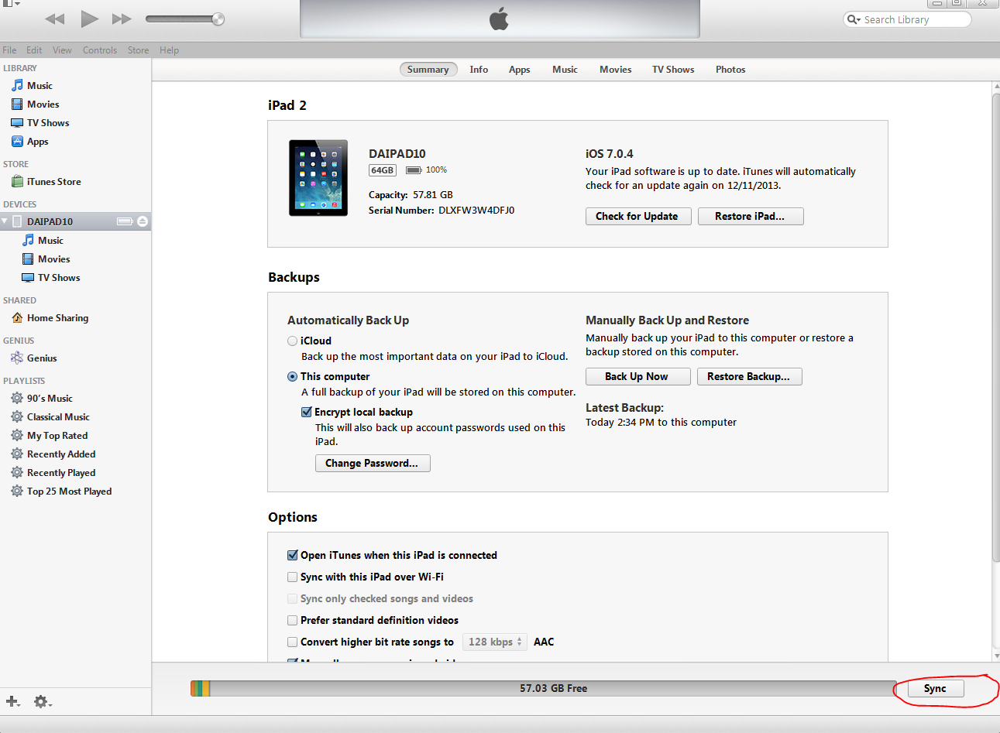 Search Library
File Edit View Controls Store Help
LIBRARY
Music
Movies
TV Shows
Apps
STORE
iTunes Store
DEVICES
DAIPAD10
Music
Movies
TV Shows
SHARED
Home Sharing
GENIUS
Genius
PLAYLISTS
90's Music
Classical Music
My Top Rated
Recently Added
Recently Played
Top 25 Most Played
Summary Info Apps Music Movies TV Shows Photos
iPad 2
DAIPAD10
64GB 100%
Capacity: 57.81 GB
Serial Number: DLXFW3W4DFJ0
iOS 7.0.4
Your iPad software is up to date. iTunes will automatically
check for an update again on 12/11/2013.
Check for Update Restore iPad...
Backups
Automatically Back Up
iCloud
Back up the most important data on your iPad to iCloud.
This computer
A full backup of your iPad will be stored on this computer.
Encrypt local backup
This will also back up account passwords used on this
iPad.
Change Password...
Manually Back Up and Restore
Manually back up your iPad to this computer or restore a
backup stored on this computer.
Back Up Now Restore Backup...
Latest Backup:
Today 2:34 PM to this computer
Options
Open iTunes when this iPad is connected
Sync with this iPad over Wi-Fi
Sync only checked songs and videos
Prefer standard definition videos
Convert higher bit rate songs to 128 kbps AAC
57.03 GB Free
Sync